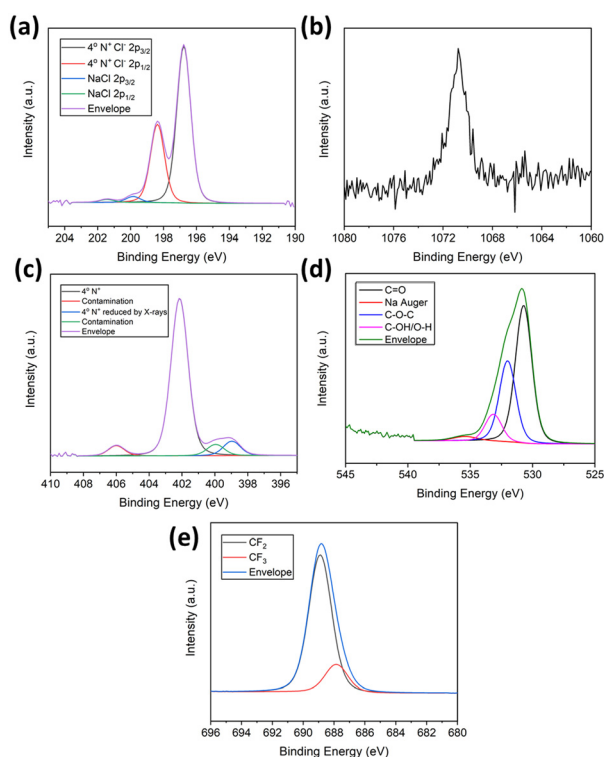 (a)
4° N⁺ Cl⁻ 2p₃/₂
4° N⁺ Cl⁻ 2p₁/₂
NaCl 2p₃/₂
NaCl 2p₁/₂
Envelope
Intensity (a.u.)
204 202 200 198 196 194 192 190
Binding Energy (eV)
(b)
Intensity (a.u.)
1080 1076 1072 1068 1064 1060
Binding Energy (eV)
(c)
4° N⁺
Contamination
4° N⁺ reduced by X-rays
Contamination
Envelope
Intensity (a.u.)
410 408 406 404 402 400 398 396
Binding Energy (eV)
(d)
C=O
Na Auger
C-O-C
C-OH/O-H
Envelope
Intensity (a.u.)
545 540 535 530 525
Binding Energy (eV)
(e)
CF₂
CF₃
Envelope
Intensity (a.u.)
696 694 692 690 688 686 684 682 680
Binding Energy (eV)